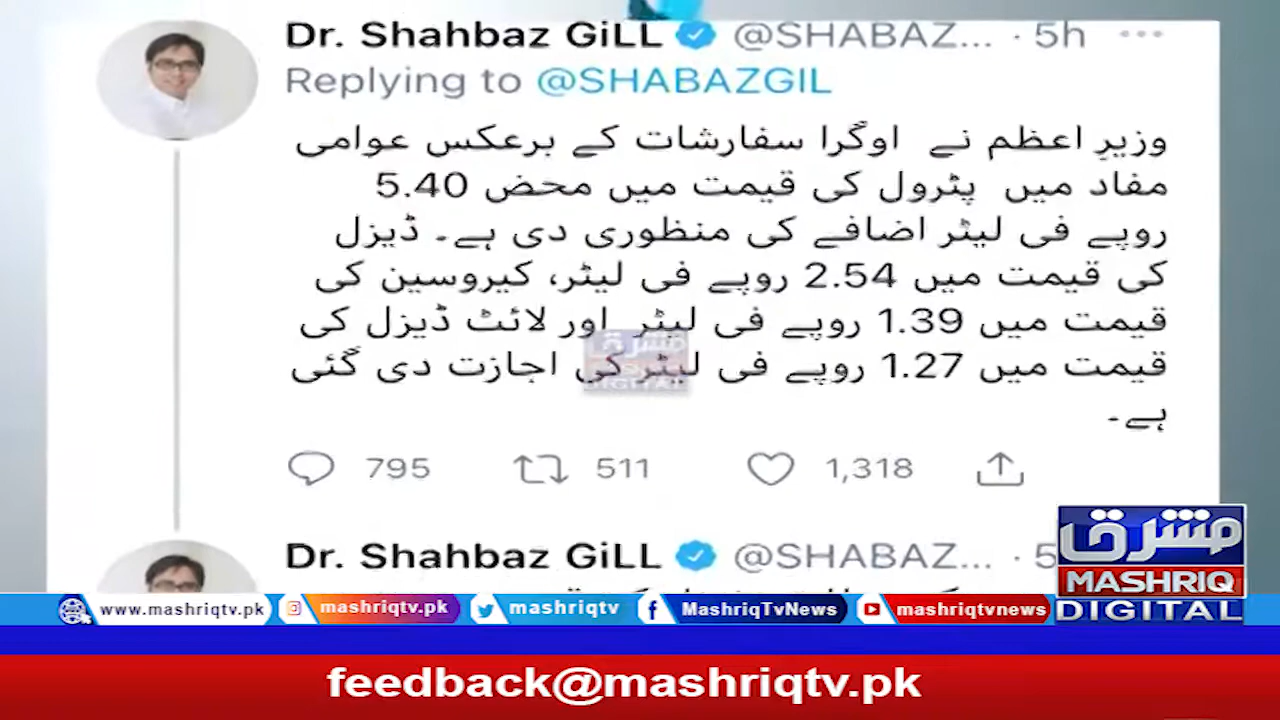 Dr. Shahbaz GiLL @SHABAZ... · 5h
Replying to @SHABAZGIL
وزیرِ اعظم نے اوگرا سفارشات کے برعکس عوامی
مفاد میں پٹرول کی قیمت میں محض 5.40
روپے فی لیٹر اضافے کی منظوری دی ہے۔ ڈیزل
کی قیمت میں 2.54 روپے فی لیٹر، کیروسین کی
قیمت میں 1.39 روپے فی لیٹر اور لائٹ ڈیزل کی
قیمت میں 1.27 روپے فی لیٹر کی اجازت دی گئی
ہے۔
795 511 1,318
مشرق
DIGITAL
Dr. Shahbaz GiLL @SHABAZ... · 5
مشرق
MASHRIQ
DIGITAL
www.mashriqtv.pk mashriqtv.pk mashriqtv MashriqTvNews mashriqtvnews
feedback@mashriqtv.pk